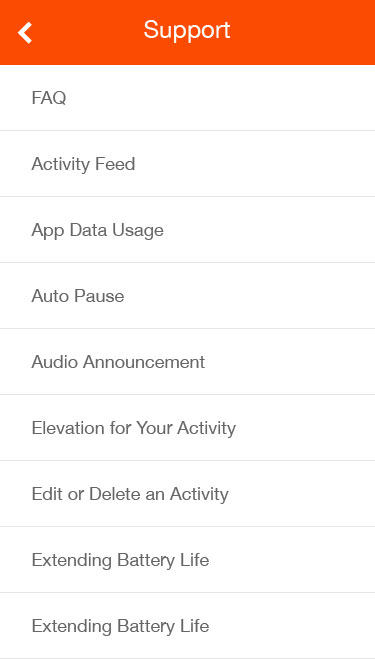 Support
FAQ
Activity Feed
App Data Usage
Auto Pause
Audio Announcement
Elevation for Your Activity
Edit or Delete an Activity
Extending Battery Life
Extending Battery Life